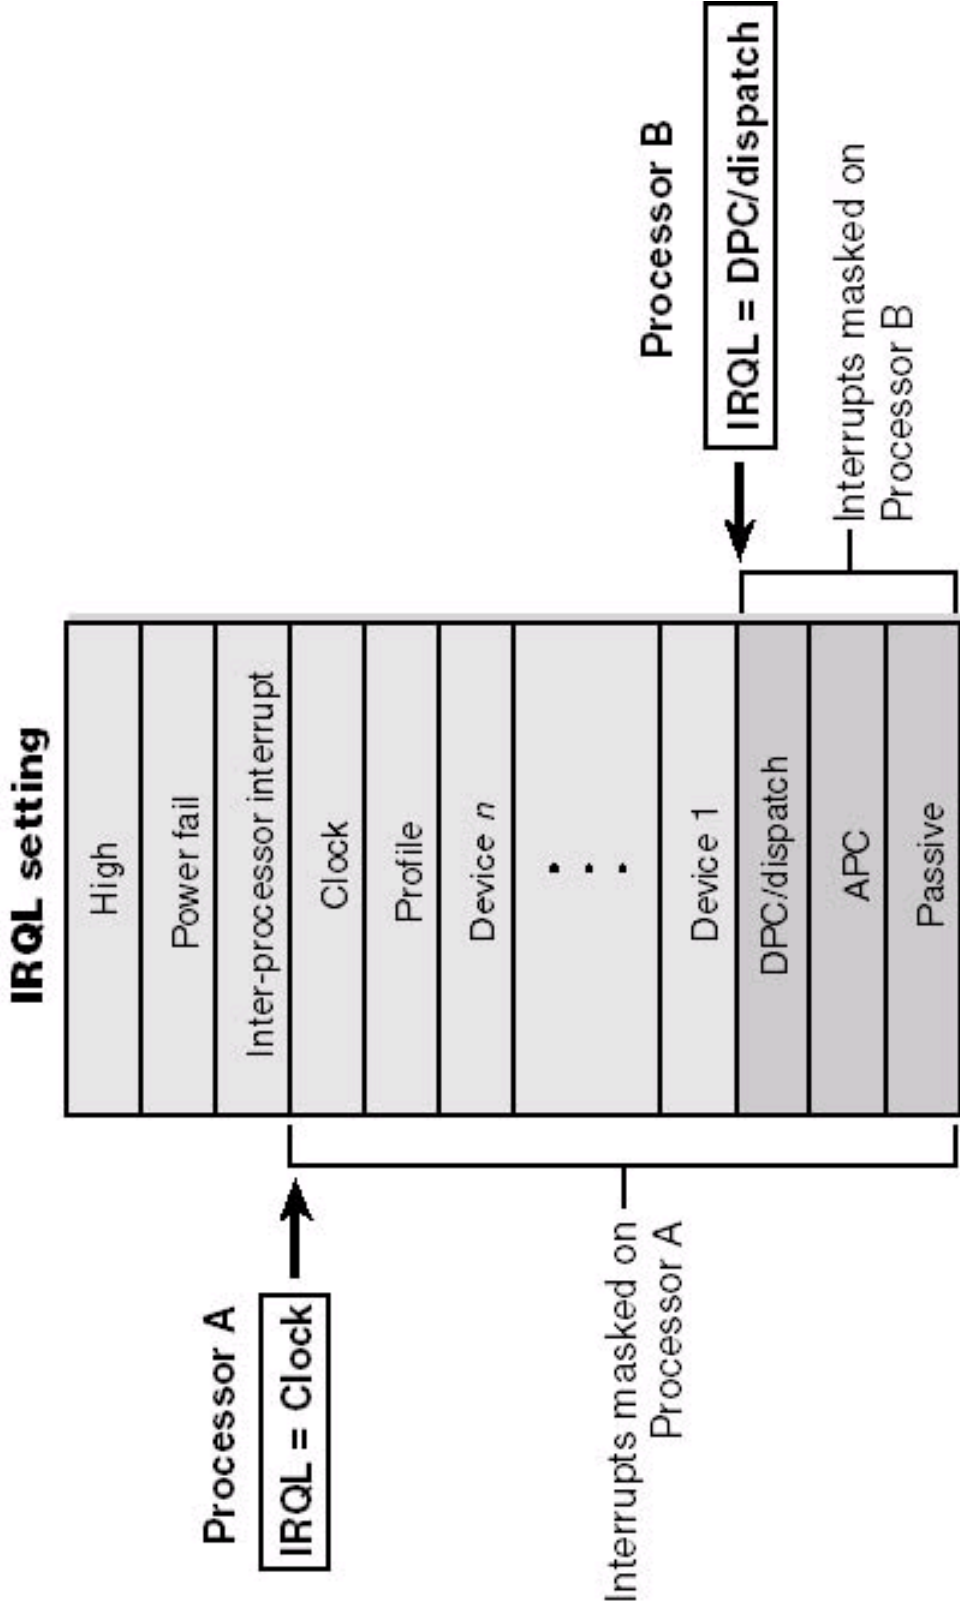 IRQL setting
Processor A
IRQL = Clock
Interrupts masked on
Processor A
High
Power fail
Inter-processor interrupt
Clock
Profile
Device n
. . .
Device 1
DPC/dispatch
APC
Passive
Processor B
IRQL = DPC/dispatch
Interrupts masked on
Processor B